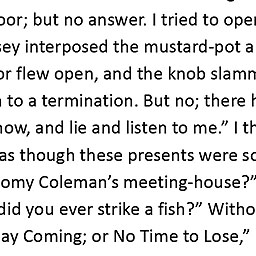 oor; but no answer. I tried to ope
sey interposed the mustard-pot a
or flew open, and the knob slamm
to a termination. But no; there h
now, and lie and listen to me.” I th
as though these presents were so
omy Coleman’s meeting-house?”
did you ever strike a fish?” Witho
ay Coming; or No Time to Lose,”